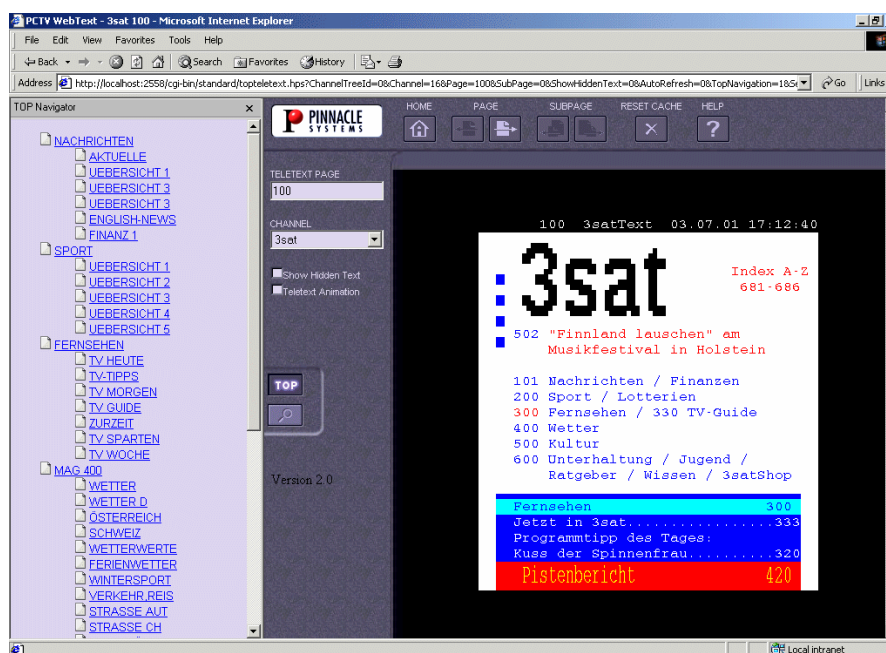 PCTV WebText - 3sat 100 - Microsoft Internet Explorer
File Edit View Favorites Tools Help
Back Search Favorites History
Address http://localhost:2558/cgi-bin/standard/topteletext.hps?ChannelTreeId=0&Channel=16&Page=100&SubPage=0&ShowHiddenText=0&AutoRefresh=0&TopNavigation=1&S Go Links
TOP Navigator x
NACHRICHTEN
AKTUELLE
UEBERSICHT 1
UEBERSICHT 3
UEBERSICHT 3
ENGLISH-NEWS
FINANZ 1
SPORT
UEBERSICHT 1
UEBERSICHT 2
UEBERSICHT 3
UEBERSICHT 4
UEBERSICHT 5
FERNSEHEN
TV HEUTE
TV-TIPPS
TV MORGEN
TV GUIDE
ZURZEIT
TV SPARTEN
TV WOCHE
MAG 400
WETTER
WETTER D
ÖSTERREICH
SCHWEIZ
WETTERWERTE
FERIENWETTER
WINTERSPORT
VERKEHR,REIS
STRASSE AUT
STRASSE CH
PINNACLE
SYSTEMS
HOME PAGE SUBPAGE RESET CACHE HELP
TELETEXT PAGE
100
CHANNEL
3sat
Show Hidden Text
Teletext Animation
TOP
Version 2.0
100 3satText 03.07.01 17:12:40
3sat
Index A-Z
681-686
502 "Finnland lauschen" am
Musikfestival in Holstein
101 Nachrichten / Finanzen
200 Sport / Lotterien
300 Fernsehen / 330 TV-Guide
400 Wetter
500 Kultur
600 Unterhaltung / Jugend /
Ratgeber / Wissen / 3satShop
Fernsehen 300
Jetzt in 3sat..............333
Programmtipp des Tages:
Kuss der Spinnenfrau.........320
Pistenbericht 420
Local intranet